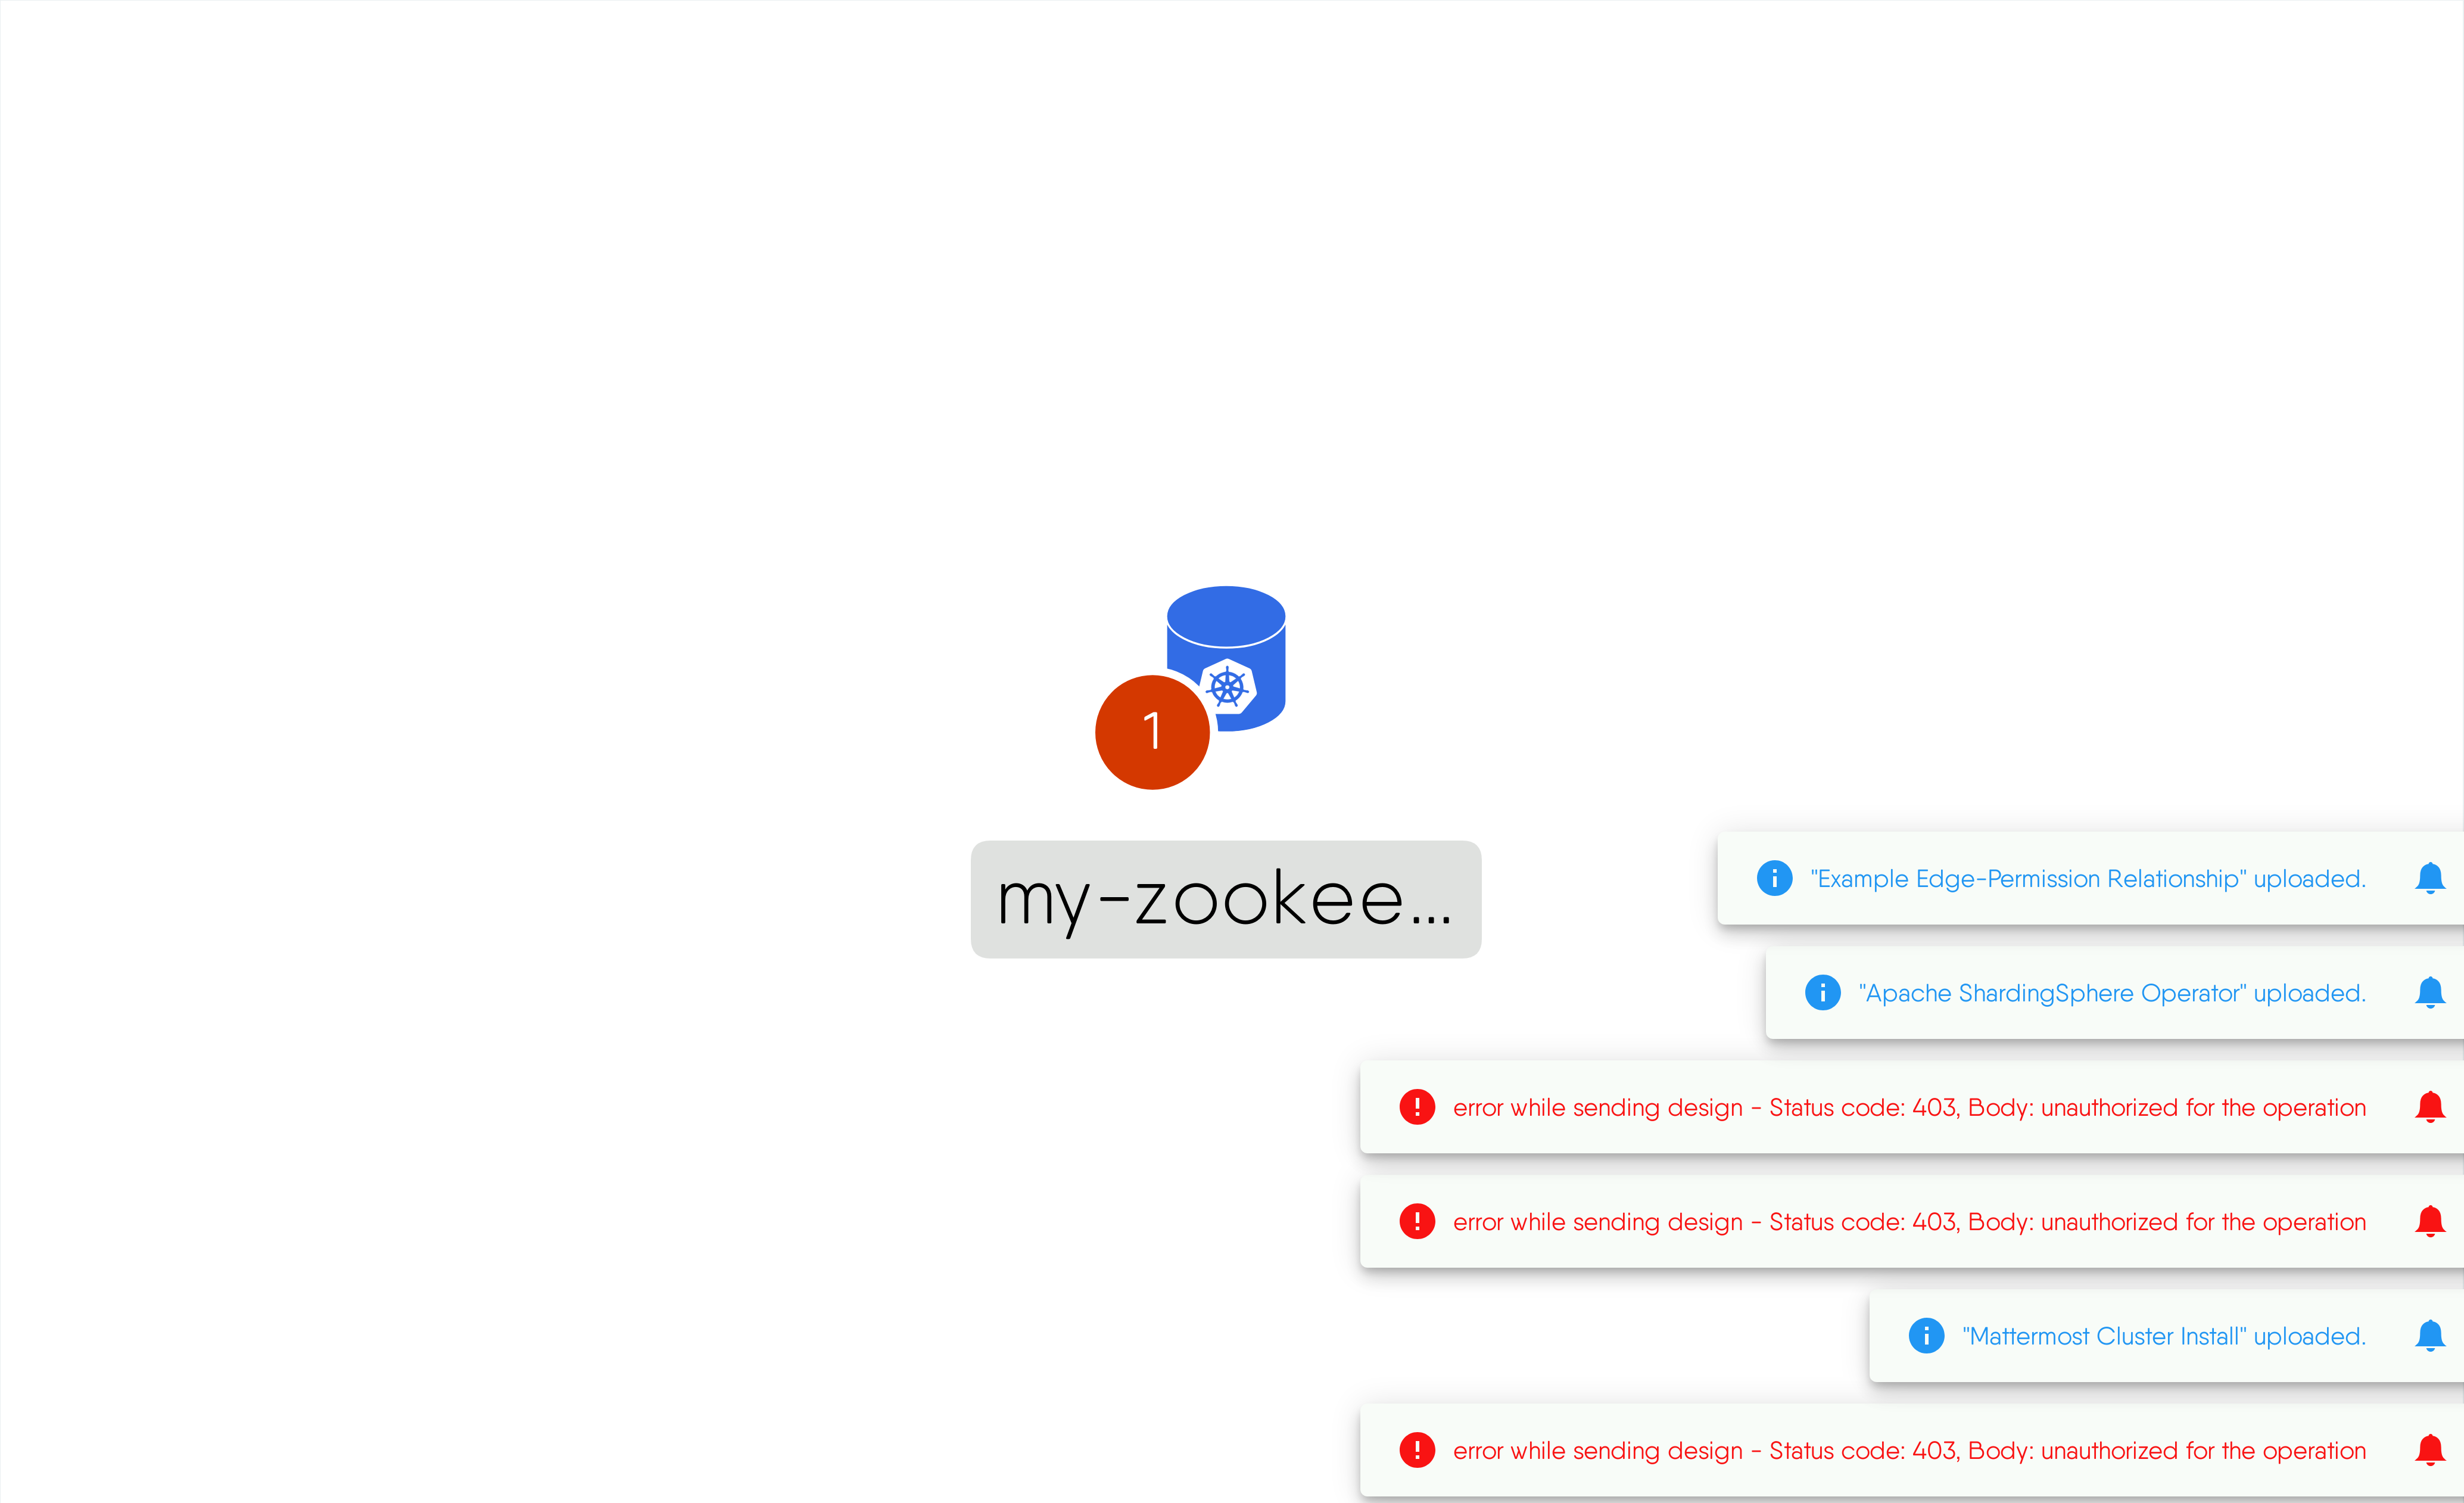 1
my-zookee...
"Example Edge-Permission Relationship" uploaded.
"Apache ShardingSphere Operator" uploaded.
error while sending design - Status code: 403, Body: unauthorized for the operation
error while sending design - Status code: 403, Body: unauthorized for the operation
"Mattermost Cluster Install" uploaded.
error while sending design - Status code: 403, Body: unauthorized for the operation